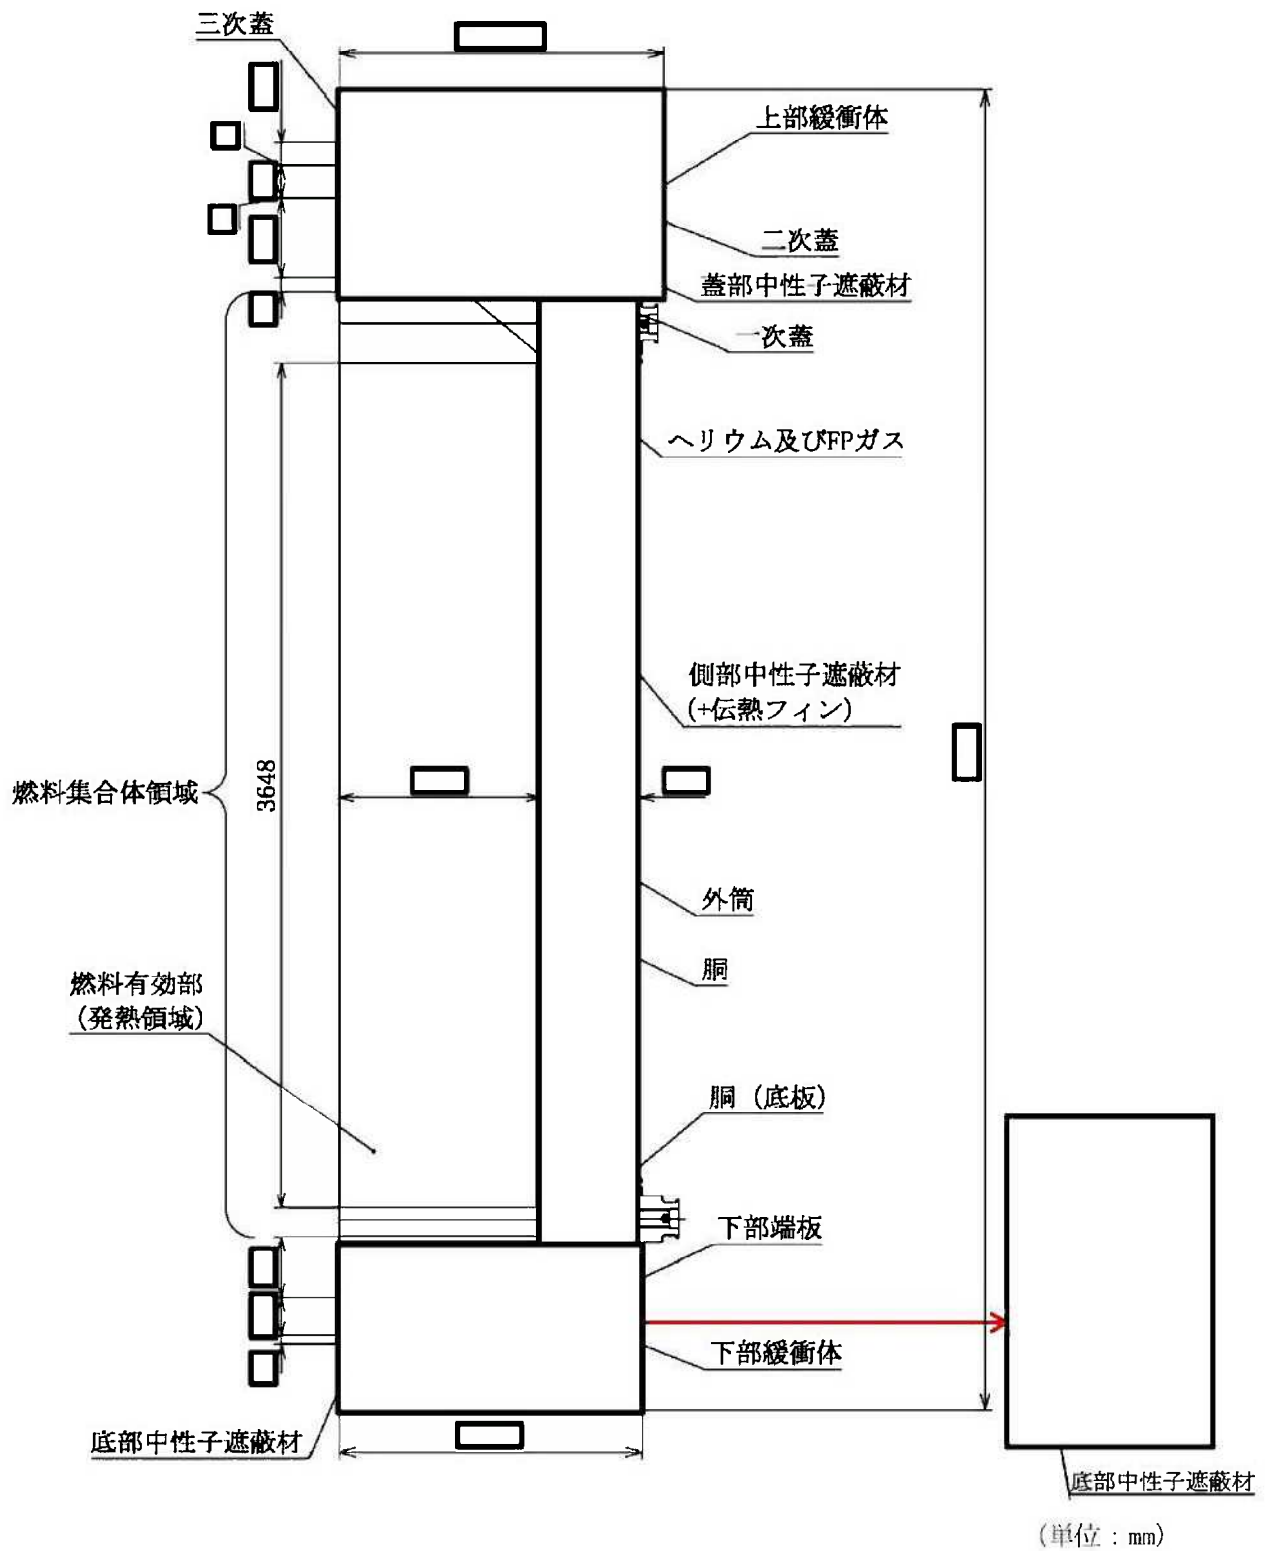 三次蓋
上部緩衝体
二次蓋
蓋部中性子遮蔽材
一次蓋
ヘリウム及びFPガス
側部中性子遮蔽材
(+伝熱フィン)
燃料集合体領域
3648
外筒
胴
燃料有効部
(発熱領域)
胴 (底板)
下部端板
下部緩衝体
底部中性子遮蔽材
底部中性子遮蔽材
(単位：mm)